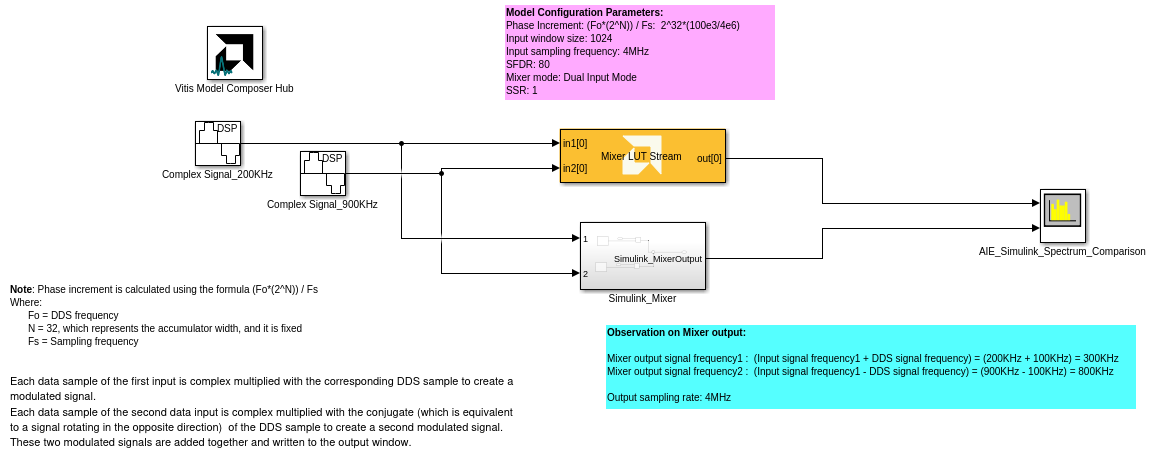 Model Configuration Parameters:
Phase Increment: (Fo*(2^N)) / Fs:  2^32*(100e3/4e6)
Input window size: 1024
Input sampling frequency: 4MHz
SFDR: 80
Mixer mode: Dual Input Mode
SSR: 1
Vitis Model Composer Hub
DSP
Complex Signal_200KHz
DSP
Complex Signal_900KHz
in1[0]
in2[0]
Mixer LUT Stream
out[0]
1
2
Simulink_MixerOutput
Simulink_Mixer
AIE_Simulink_Spectrum_Comparison
Note: Phase increment is calculated using the formula (Fo*(2^N)) / Fs
Where:
Fo = DDS frequency
N = 32, which represents the accumulator width, and it is fixed
Fs = Sampling frequency
Observation on Mixer output:
Mixer output signal frequency1 :  (Input signal frequency1 + DDS signal frequency) = (200KHz + 100KHz) = 300KHz
Mixer output signal frequency2 :  (Input signal frequency1 - DDS signal frequency) = (900KHz - 100KHz) = 800KHz
Output sampling rate: 4MHz
Each data sample of the first input is complex multiplied with the corresponding DDS sample to create a
modulated signal.
Each data sample of the second data input is complex multiplied with the conjugate (which is equivalent
to a signal rotating in the opposite direction)  of the DDS sample to create a second modulated signal.
These two modulated signals are added together and written to the output window.